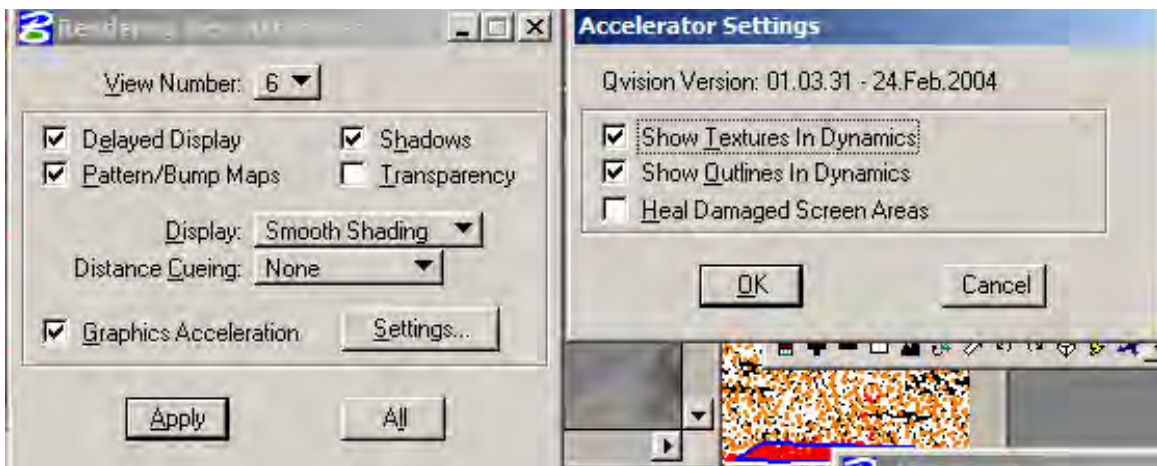 View Number: 6
Delayed Display
Shadows
Pattern/Bump Maps
Transparency
Display: Smooth Shading
Distance Cueing: None
Graphics Acceleration
Settings...
Apply
All
Accelerator Settings
Qvision Version: 01.03.31 - 24.Feb.2004
Show Textures In Dynamics
Show Outlines In Dynamics
Heal Damaged Screen Areas
OK
Cancel